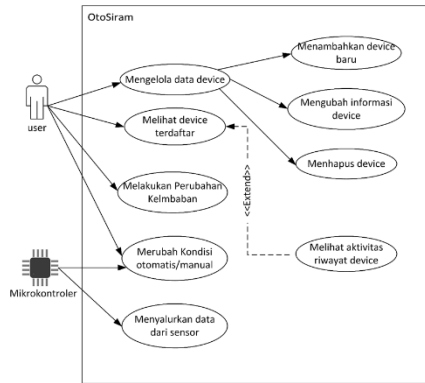 OtoSiram
Menambahkan device
baru
Mengelola data device
Mengubah informasi
device
user
Melihat device
terdaftar
Menhapus device
<<Extend>>
Melakukan Perubahan
Kelmbaban
Merubah Kondisi
otomatis/manual
Melihat aktivitas
riwayat device
Mikrokontroler
Menyalurkan data
dari sensor